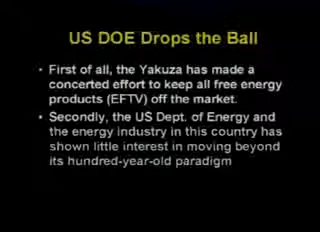 US DOE Drops the Ball
• First of all, the Yakuza has made a
concerted effort to keep all free energy
products (EFTV) off the market.
• Secondly, the US Dept. of Energy and
the energy industry in this country has
shown little interest in moving beyond
its hundred-year-old paradigm